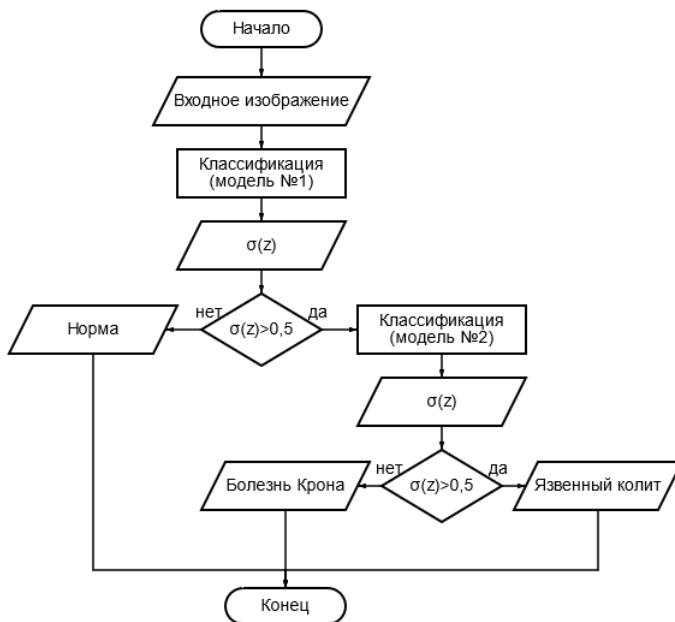 Начало
Входное изображение
Классификация
(модель №1)
σ(z)
нет
да
Норма
σ(z)>0,5
Классификация
(модель №2)
σ(z)
нет
да
Болезнь Крона
σ(z)>0,5
Язвенный колит
Конец